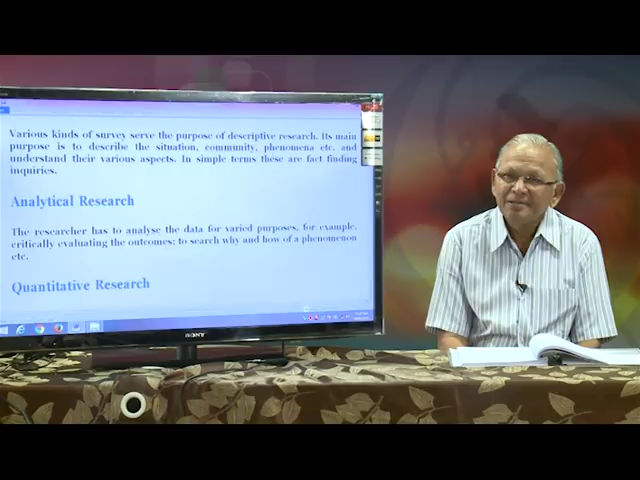 Various kinds of survey serve the purpose of descriptive research. Its main
purpose is to describe the situation, community, phenomena etc. and
understand their various aspects. In simple terms these are fact finding
inquiries.
Analytical Research
The researcher has to analyse the data for varied purposes, for example,
critically evaluating the outcomes; to search why and how of a phenomenon
etc.
Quantitative Research
SONY